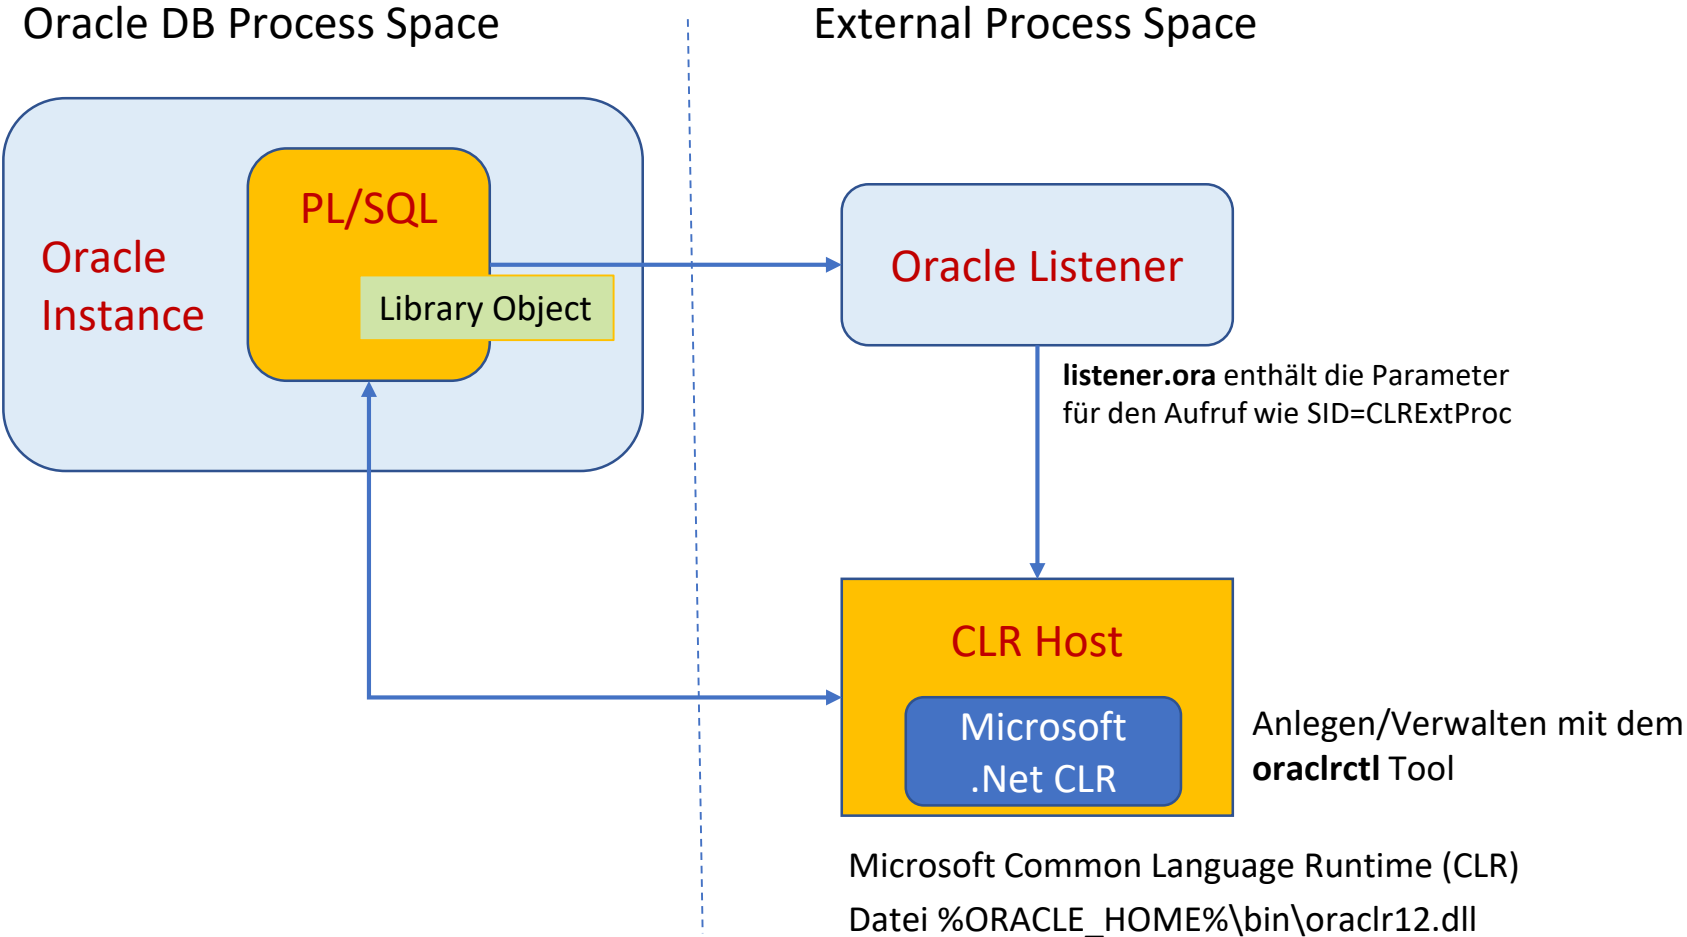 Oracle DB Process Space
External Process Space
PL/SQL
Oracle
Instance
Library Object
Oracle Listener
listener.ora enthält die Parameter
für den Aufruf wie SID=CLRExtProc
CLR Host
Microsoft
.Net CLR
Anlegen/Verwalten mit dem
oraclrctl Tool
Microsoft Common Language Runtime (CLR)
Datei %ORACLE_HOME%\bin\oraclr12.dll